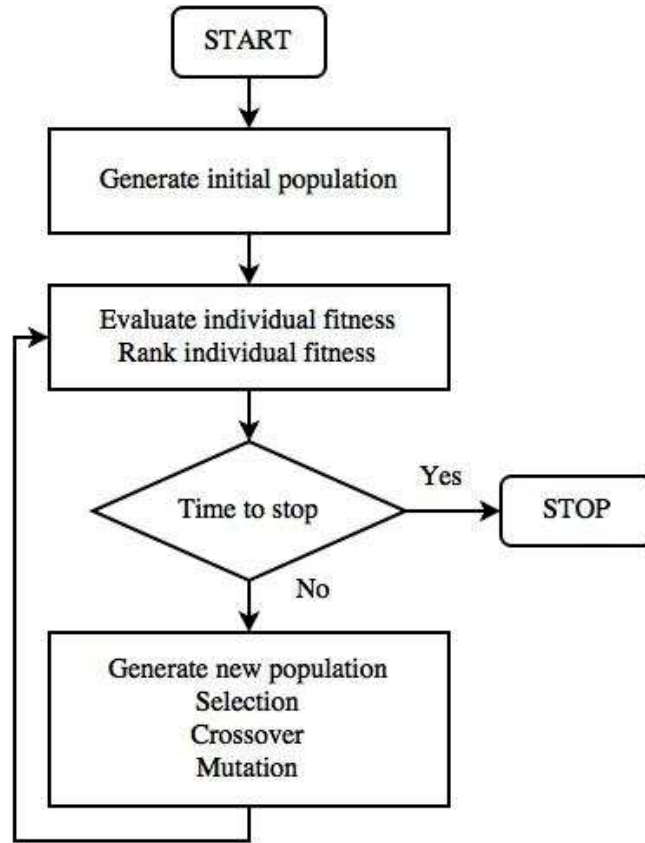 START
Generate initial population
Evaluate individual fitness
Rank individual fitness
Time to stop
Yes
STOP
No
Generate new population
Selection
Crossover
Mutation